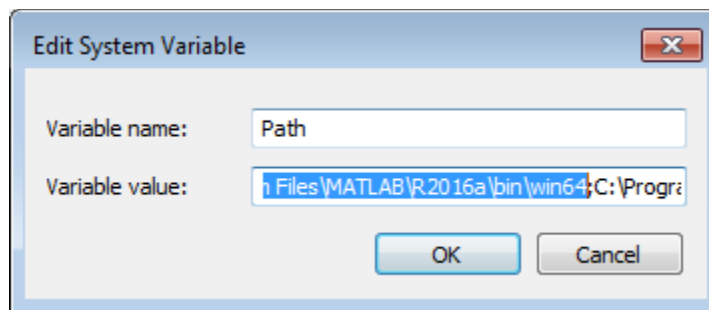 Edit System Variable
Variable name: Path
Variable value: n Files\MATLAB\R2016a\bin\win64;C:\Progra
OK Cancel